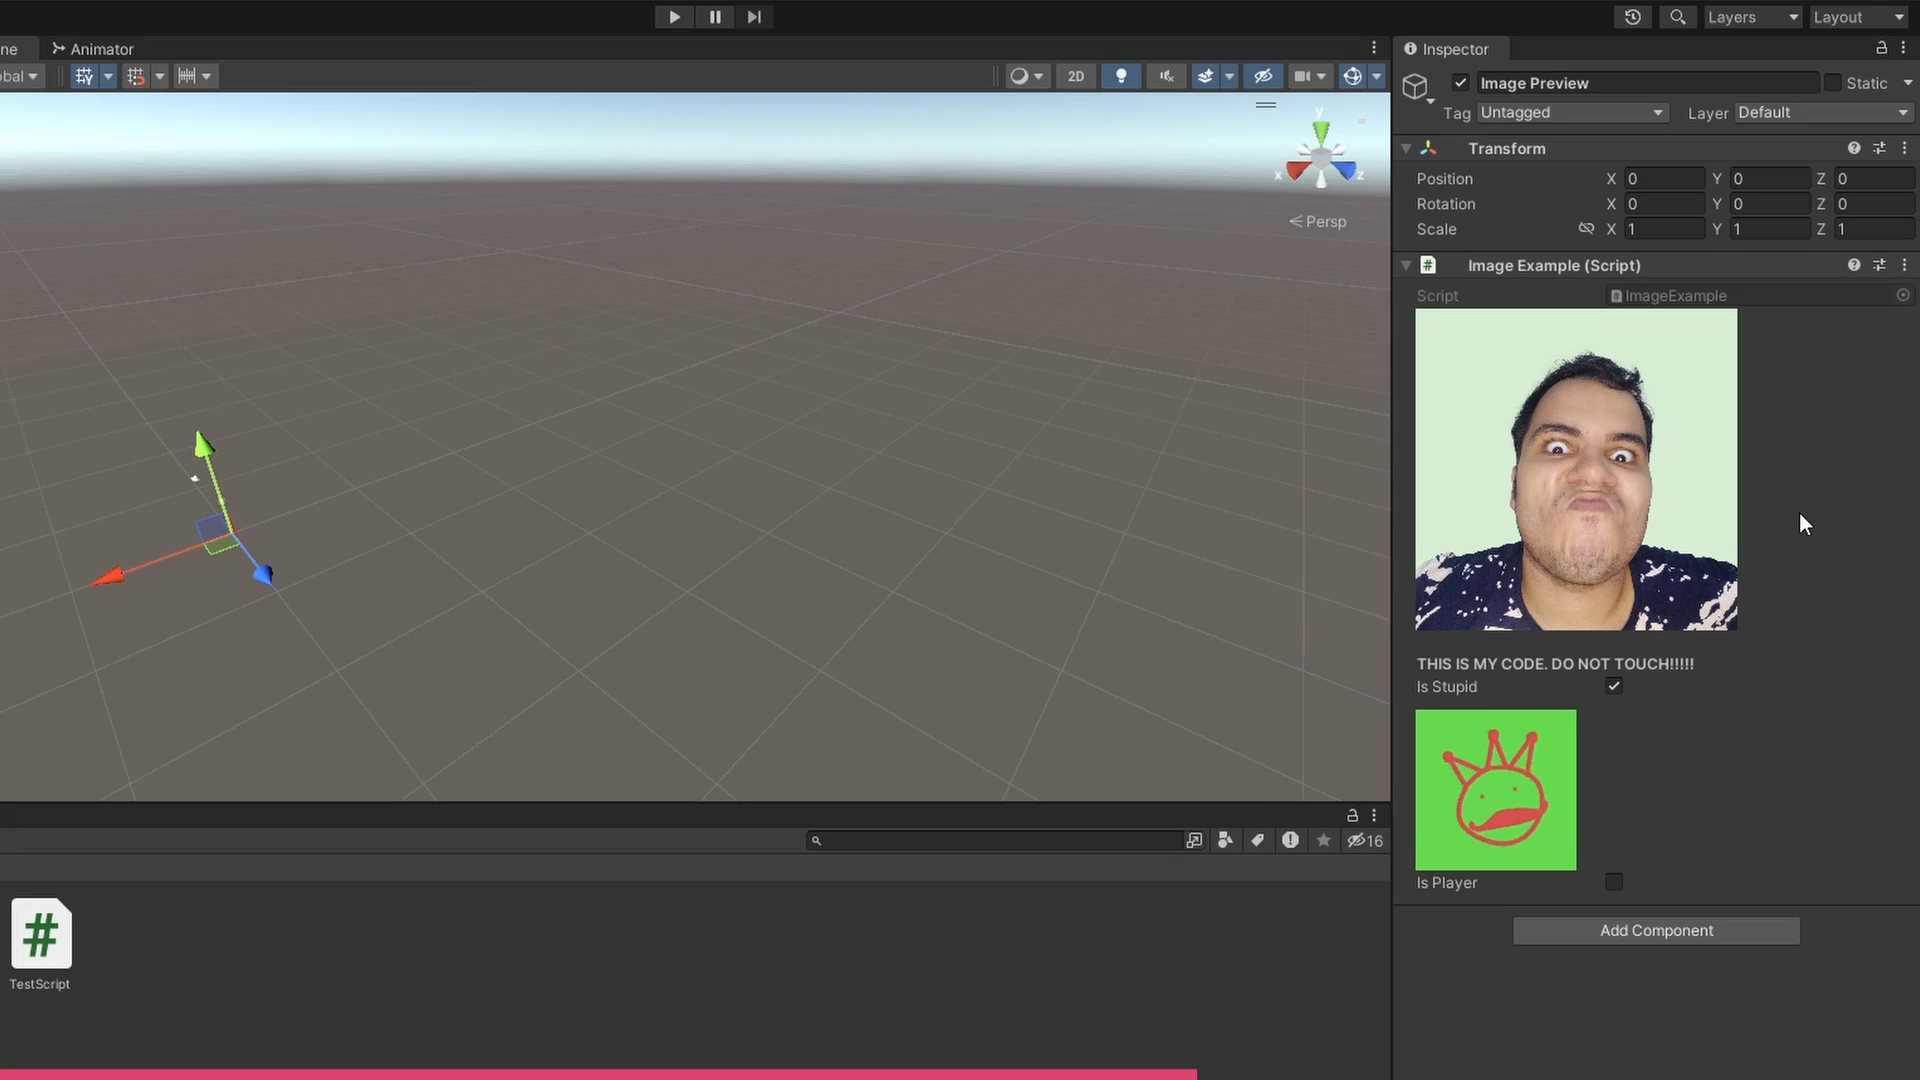 Layers
Layout
ne
Animator
Inspector
bal
2D
Image Preview
Static
Tag
Untagged
Layer
Default
y
x
z
Persp
Transform
Position
X 0
Y 0
Z 0
Rotation
X 0
Y 0
Z 0
Scale
X 1
Y 1
Z 1
# Image Example (Script)
Script
ImageExample
THIS IS MY CODE. DO NOT TOUCH!!!!!
Is Stupid
16
Is Player
Add Component
#
TestScript